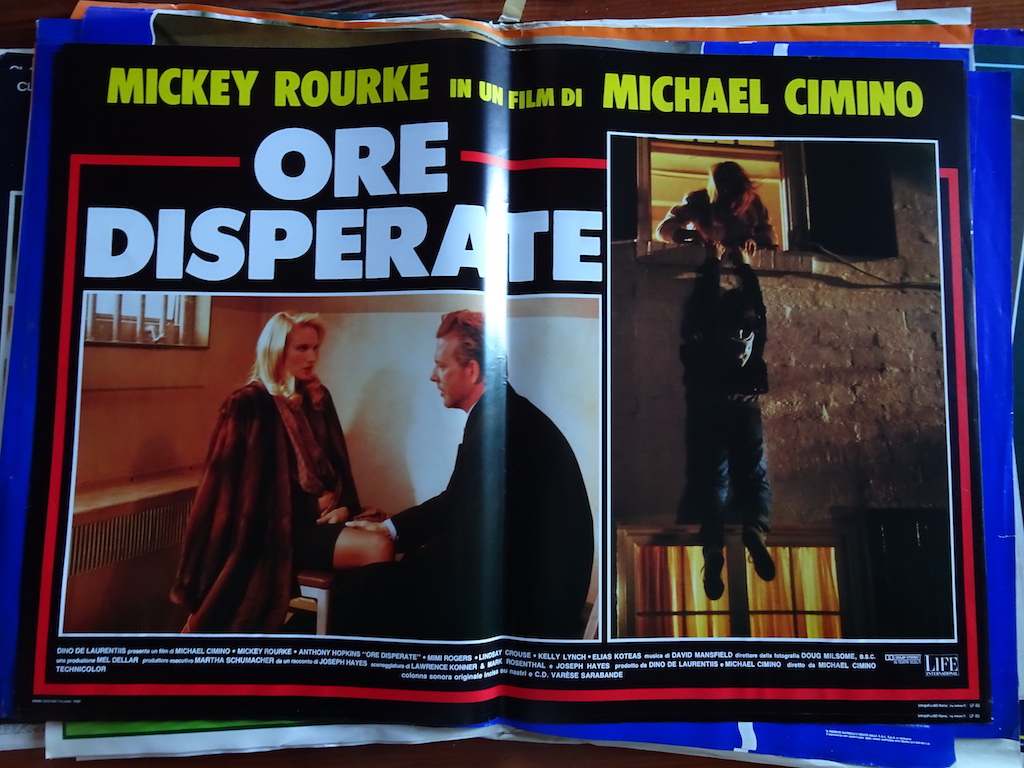 MICKEY ROURKE IN UN FILM DI MICHAEL CIMINO
ORE
DISPERATE
DINO DE LAURENTIIS presenta un film di MICHAEL CIMINO • MICKEY ROURKE • ANTHONY HOPKINS "ORE DISPERATE" • MIMI ROGERS • LINDSAY CROUSE • KELLY LYNCH • ELIAS KOTEAS musica di DAVID MANSFIELD direttore della fotografia DOUG MILSOME, B.S.C.
una produzione MEL DELLAR produttore esecutivo MARTHA SCHUMACHER da un racconto di JOSEPH HAYES sceneggiatura di LAWRENCE KONNER & MARK ROSENTHAL e JOSEPH HAYES prodotto da DINO DE LAURENTIIS e MICHAEL CIMINO diretto da MICHAEL CIMINO
TECHNICOLOR
colonna sonora originale incisa su nastri e C.D. VARÈSE SARABANDE
LIFE
INTERNATIONAL